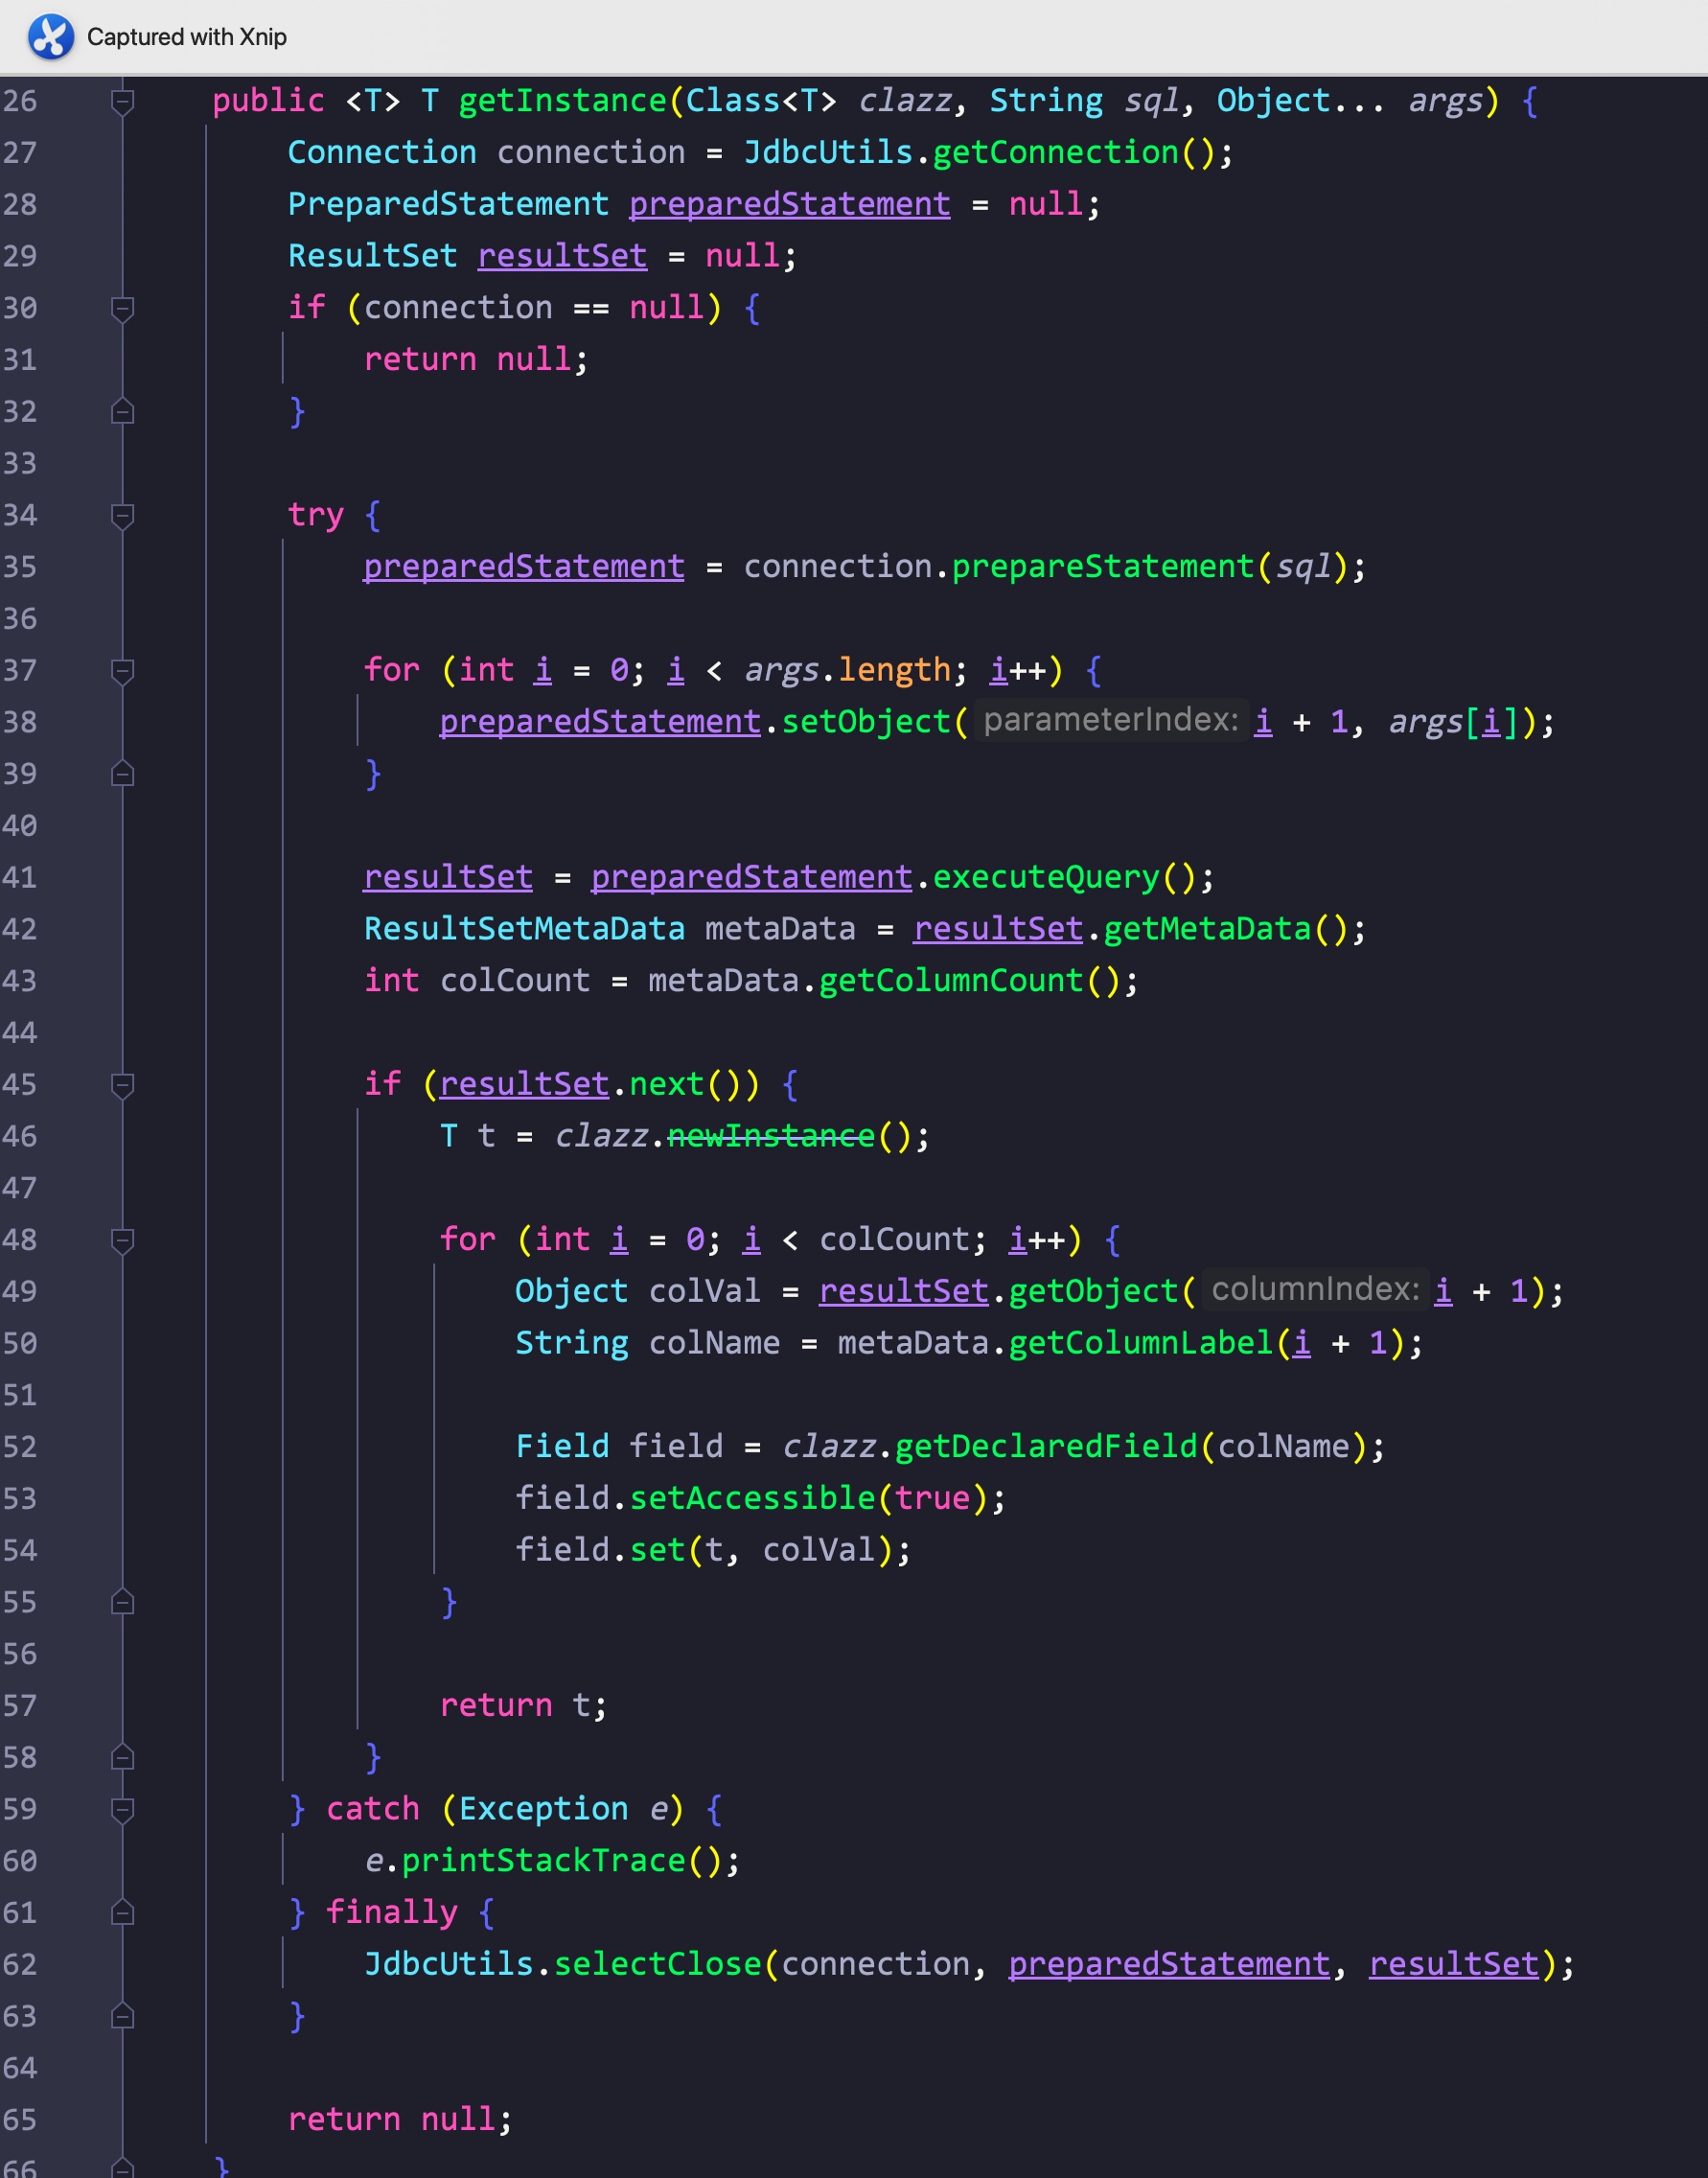 Captured with Xnip
26 public <T> T getInstance(Class<T> clazz, String sql, Object... args) {
27 Connection connection = JdbcUtils.getConnection();
28 PreparedStatement preparedStatement = null;
29 ResultSet resultSet = null;
30 if (connection == null) {
31 return null;
32 }
33
34 try {
35 preparedStatement = connection.prepareStatement(sql);
36
37 for (int i = 0; i < args.length; i++) {
38 preparedStatement.setObject( parameterIndex: i + 1, args[i]);
39 }
40
41 resultSet = preparedStatement.executeQuery();
42 ResultSetMetaData metaData = resultSet.getMetaData();
43 int colCount = metaData.getColumnCount();
44
45 if (resultSet.next()) {
46 T t = clazz.newInstance();
47
48 for (int i = 0; i < colCount; i++) {
49 Object colVal = resultSet.getObject( columnIndex: i + 1);
50 String colName = metaData.getColumnLabel(i + 1);
51
52 Field field = clazz.getDeclaredField(colName);
53 field.setAccessible(true);
54 field.set(t, colVal);
55 }
56
57 return t;
58 }
59 } catch (Exception e) {
60 e.printStackTrace();
61 } finally {
62 JdbcUtils.selectClose(connection, preparedStatement, resultSet);
63 }
64
65 return null;
66 }